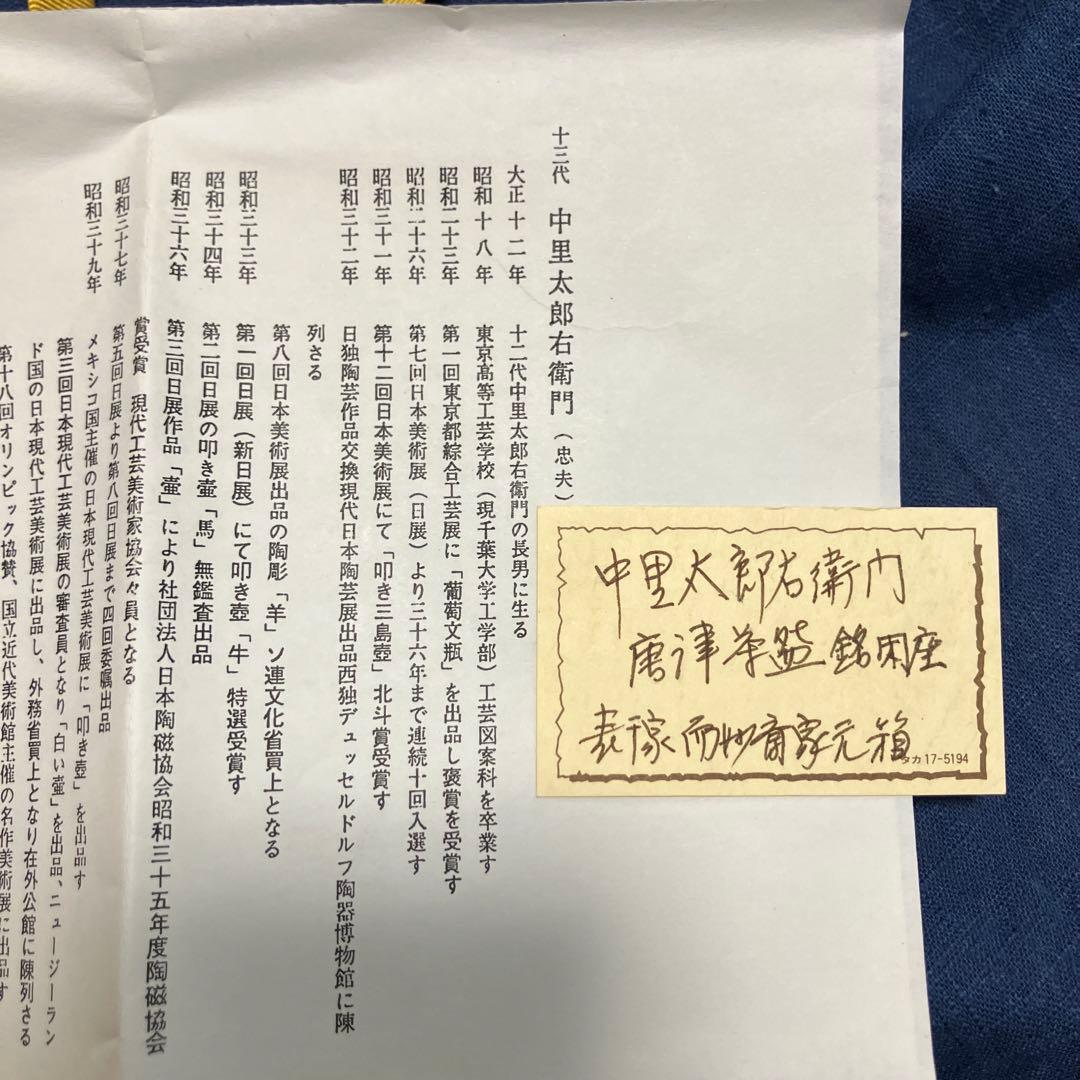 十三代 中里太郎右衛門（忠夫）
大正十二年 十二代中里太郎右衛門の長男に生る
昭和十八年 東京高等工芸学校（現千葉大学工学部）工芸図案科を卒業す
昭和二十三年 第一回東京都綜合工芸展に「葡萄文瓶」を出品し褒賞を受賞す
昭和二十六年 第七回日本美術展（日展）より三十六年まで連続十回入選す
昭和三十一年 第十二回日本美術展にて「叩き三島壺」北斗賞受賞す
昭和三十二年 日独陶芸作品交換現代日本陶芸展出品西独デュッセルドルフ陶器博物館に陳
列さる
第八回日本美術展出品の陶彫「羊」ソ連文化省買上となる
昭和三十三年 第一回日展（新日展）にて叩き壺「牛」特選受賞す
昭和三十四年 第二回日展の叩き壷「馬」無鑑査出品
昭和三十六年 第三回日展作品「壷」により社団法人日本陶磁協会昭和三十五年度陶磁協会
賞受賞 現代工芸美術家協会々員となる
昭和三十七年 第五回日展より第八回日展まで四回委嘱出品
メキシコ国主催の日本現代工芸美術展に「叩き壺」を出品す
昭和三十九年 第三回日本現代工芸美術展の審査員となり「白い壷」を出品、ニュージーラン
ド国の日本現代工芸美術展に出品し、外務省買上となり在外公館に陳列さる
第十八回オリンピック協賛、国立近代美術館主催の名作美術展に出品す
中里太郎右衛门
唐津茶盌 銘閑座
表千家而妙斎家元箱
タカ 17-5194